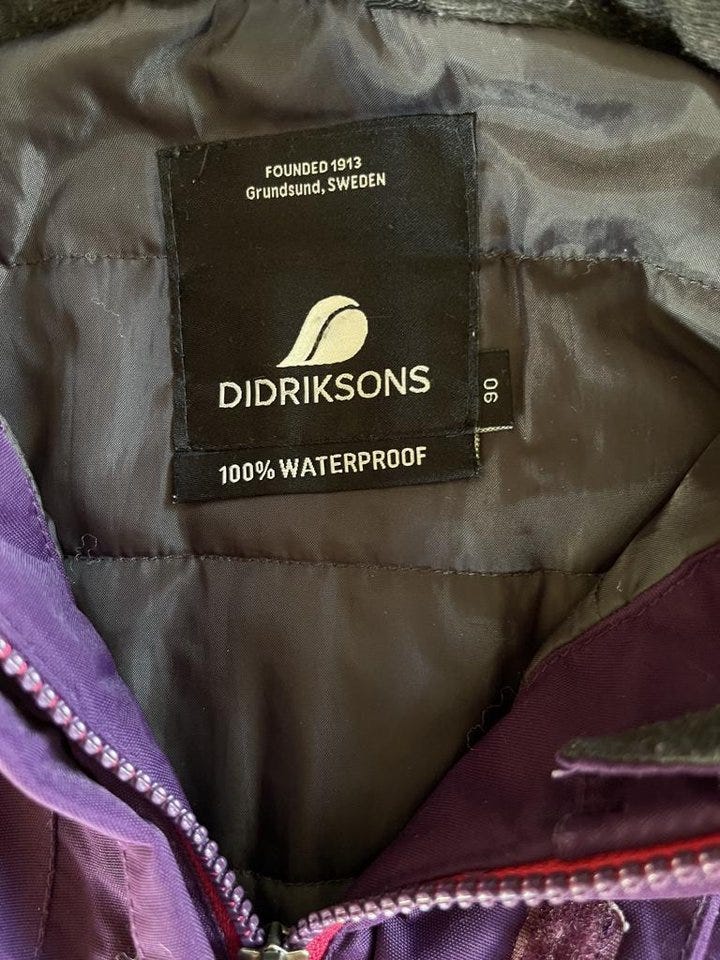 FOUNDED 1913
Grundsund, SWEDEN
DIDRIKSONS
90
100% WATERPROOF